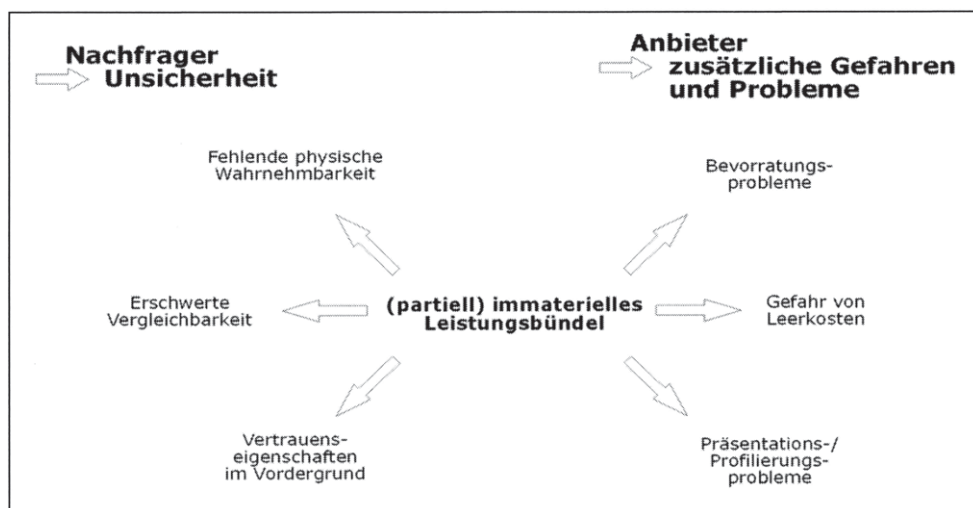 Nachfrager
Unsicherheit
Anbieter
zusätzliche Gefahren
und Probleme
Fehlende physische
Wahrnehmbarkeit
Bevorratungs-
probleme
Erschwerte
Vergleichbarkeit
(partiell) immaterielles
Leistungsbündel
Gefahr von
Leerkosten
Vertrauens-
eigenschaften
im Vordergrund
Präsentations-/
Profilierungs-
probleme